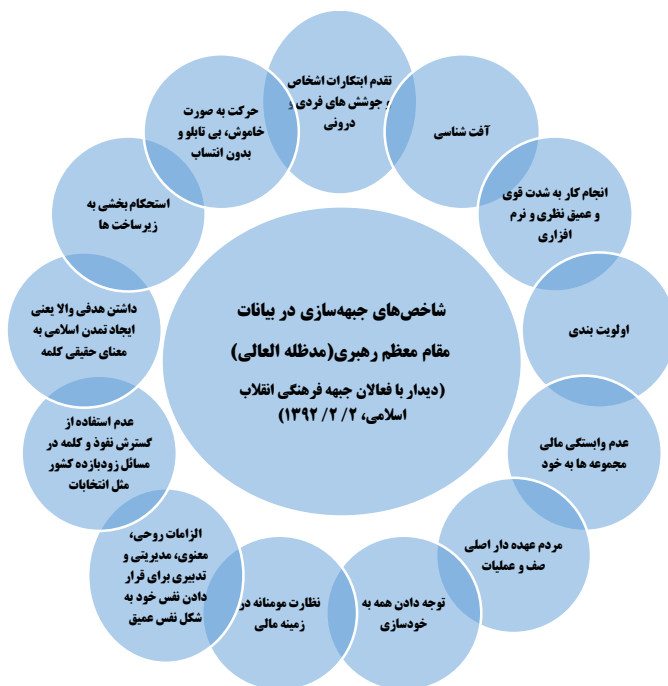 شاخص‌های جبهه‌سازی در بیانات
مقام معظم رهبری(مدظله العالی)
(دیدار با فعالان جبهه فرهنگی انقلاب
اسلامی، ۲/ ۲/ ۱۳۹۲)
تقدم ابتکارات اشخاص
و جوشش های فردی و
درونی
آفت شناسی
انجام کار به شدت قوی
و عمیق نظری و نرم
افزاری
اولویت بندی
عدم وابستگی مالی
مجموعه ها به خود
مردم عهده دار اصلی
صف و عملیات
توجه دادن همه به
خودسازی
نظارت مومنانه در
زمینه مالی
الزامات روحی،
معنوی، مدیریتی و
تدبیری برای قرار
دادن نفس خود به
شکل نفس عمیق
عدم استفاده از
گسترش نفوذ و کلمه در
مسائل زودبازده کشور
مثل انتخابات
داشتن هدفی والا یعنی
ایجاد تمدن اسلامی به
معنای حقیقی کلمه
استحکام بخشی به
زیرساخت ها
حرکت به صورت
خاموش، بی تابلو و
بدون انتساب